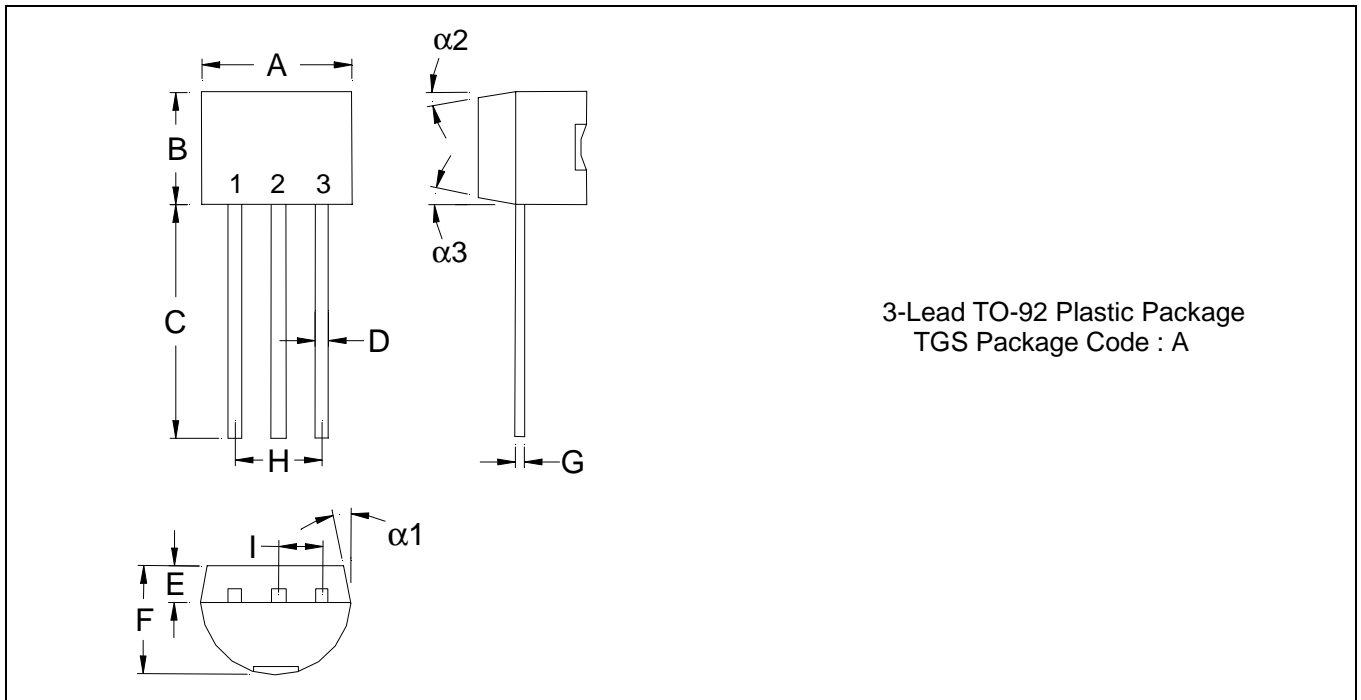 α2
A
B
1 2 3
α3
C
D
3-Lead TO-92 Plastic Package
TGS Package Code : A
H
G
α1
I
E
F